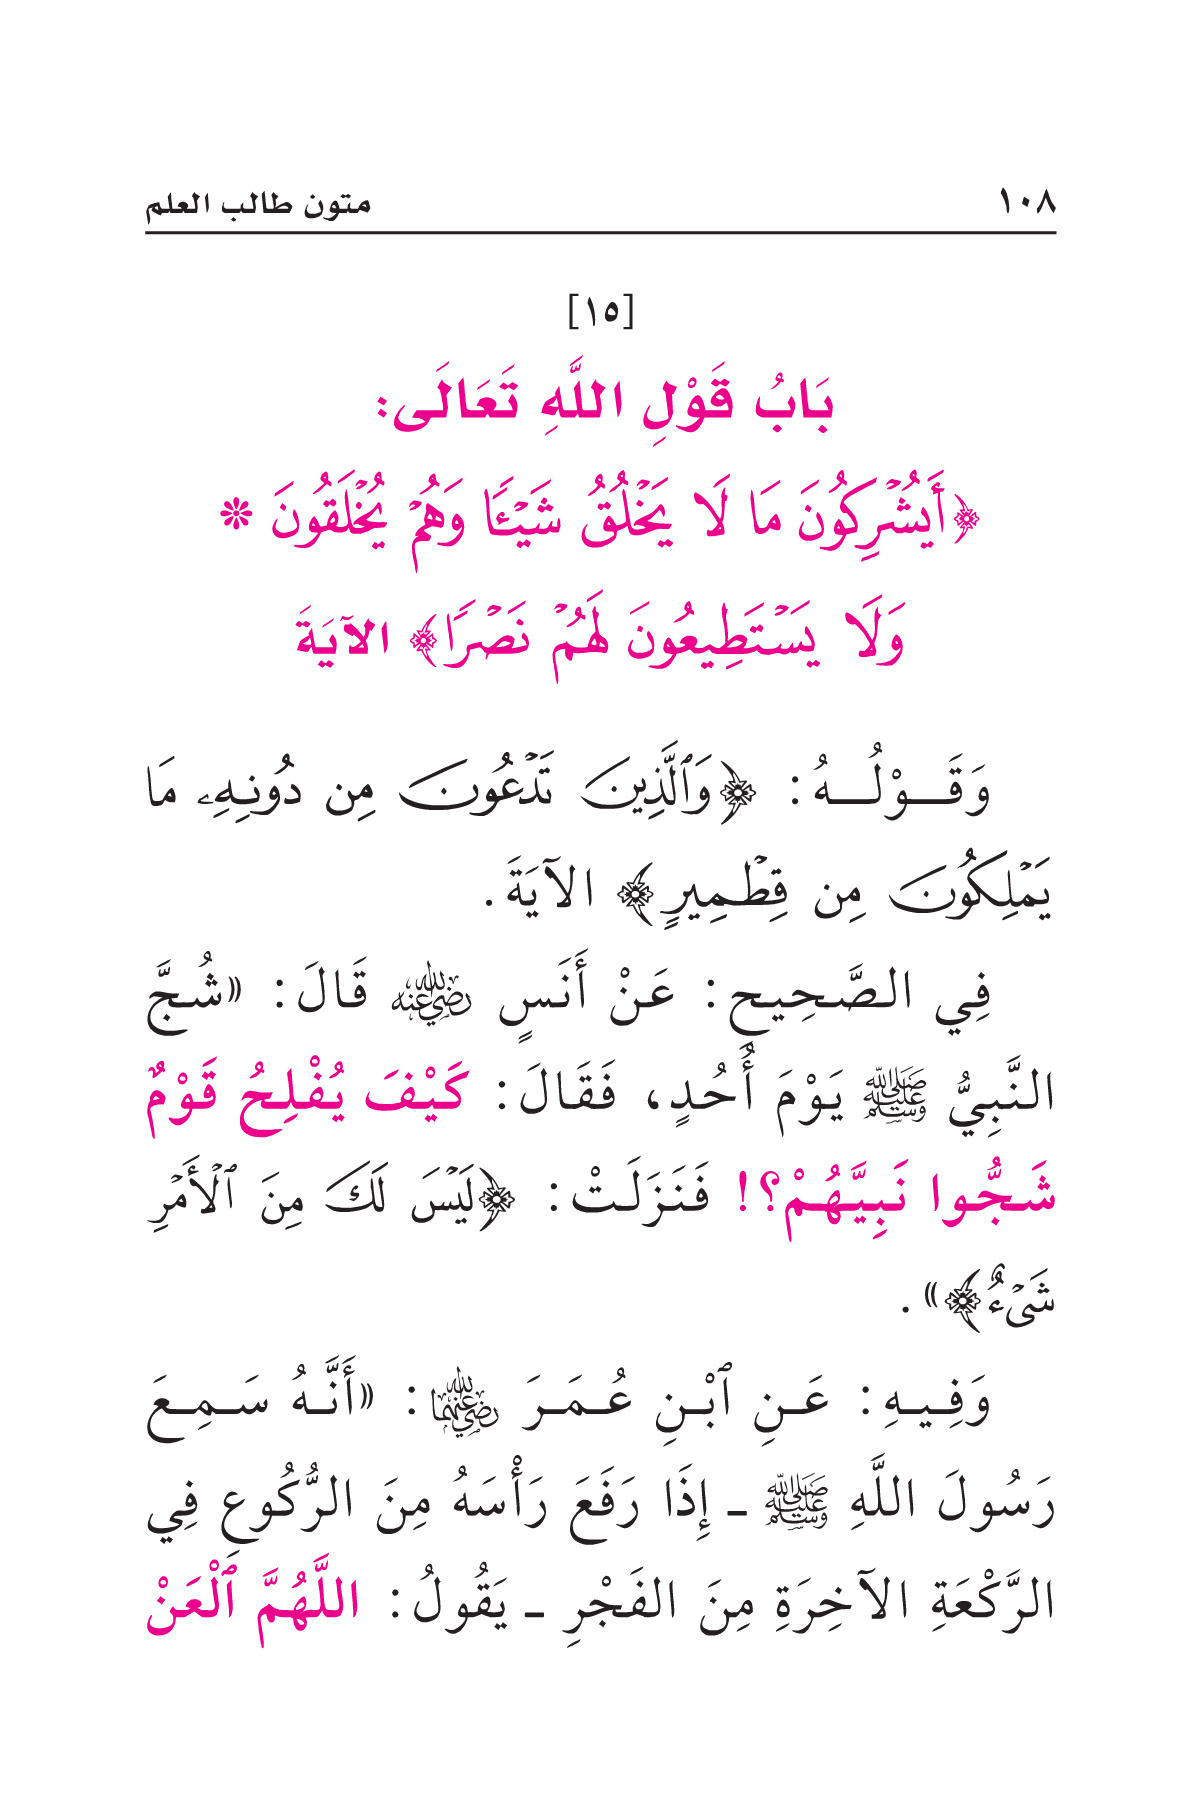 ١٠٨ متون طالب العلم
[١٥]
بَابُ قَوْلِ اللَّهِ تَعَالَى:
﴿أَيُشْرِكُونَ مَا لَا يَخْلُقُ شَيْـًٔا وَهُمْ يُخْلَقُونَ *
وَلَا يَسْتَطِيعُونَ لَهُمْ نَصْرًا﴾ الآيَةَ
وَقَوْلُهُ: ﴿وَٱلَّذِينَ تَدْعُونَ مِن دُونِهِۦ مَا
يَمْلِكُونَ مِن قِطْمِيرٍ﴾ الآيَةَ.
فِي الصَّحِيحِ: عَنْ أَنَسٍ رضي الله عنه قَالَ: «شُجَّ
النَّبِيُّ ﷺ يَوْمَ أُحُدٍ، فَقَالَ: كَيْفَ يُفْلِحُ قَوْمٌ
شَجُّوا نَبِيَّهُمْ؟! فَنَزَلَتْ: ﴿لَيْسَ لَكَ مِنَ ٱلْأَمْرِ
شَىْءٌ﴾».
وَفِيهِ: عَنِ ٱبْنِ عُمَرَ رضي الله عنهما: «أَنَّهُ سَمِعَ
رَسُولَ اللَّهِ ﷺ ـ إِذَا رَفَعَ رَأْسَهُ مِنَ الرُّكُوعِ فِي
الرَّكْعَةِ الآخِرَةِ مِنَ الفَجْرِ ـ يَقُولُ: اللَّهُمَّ ٱلْعَنْ